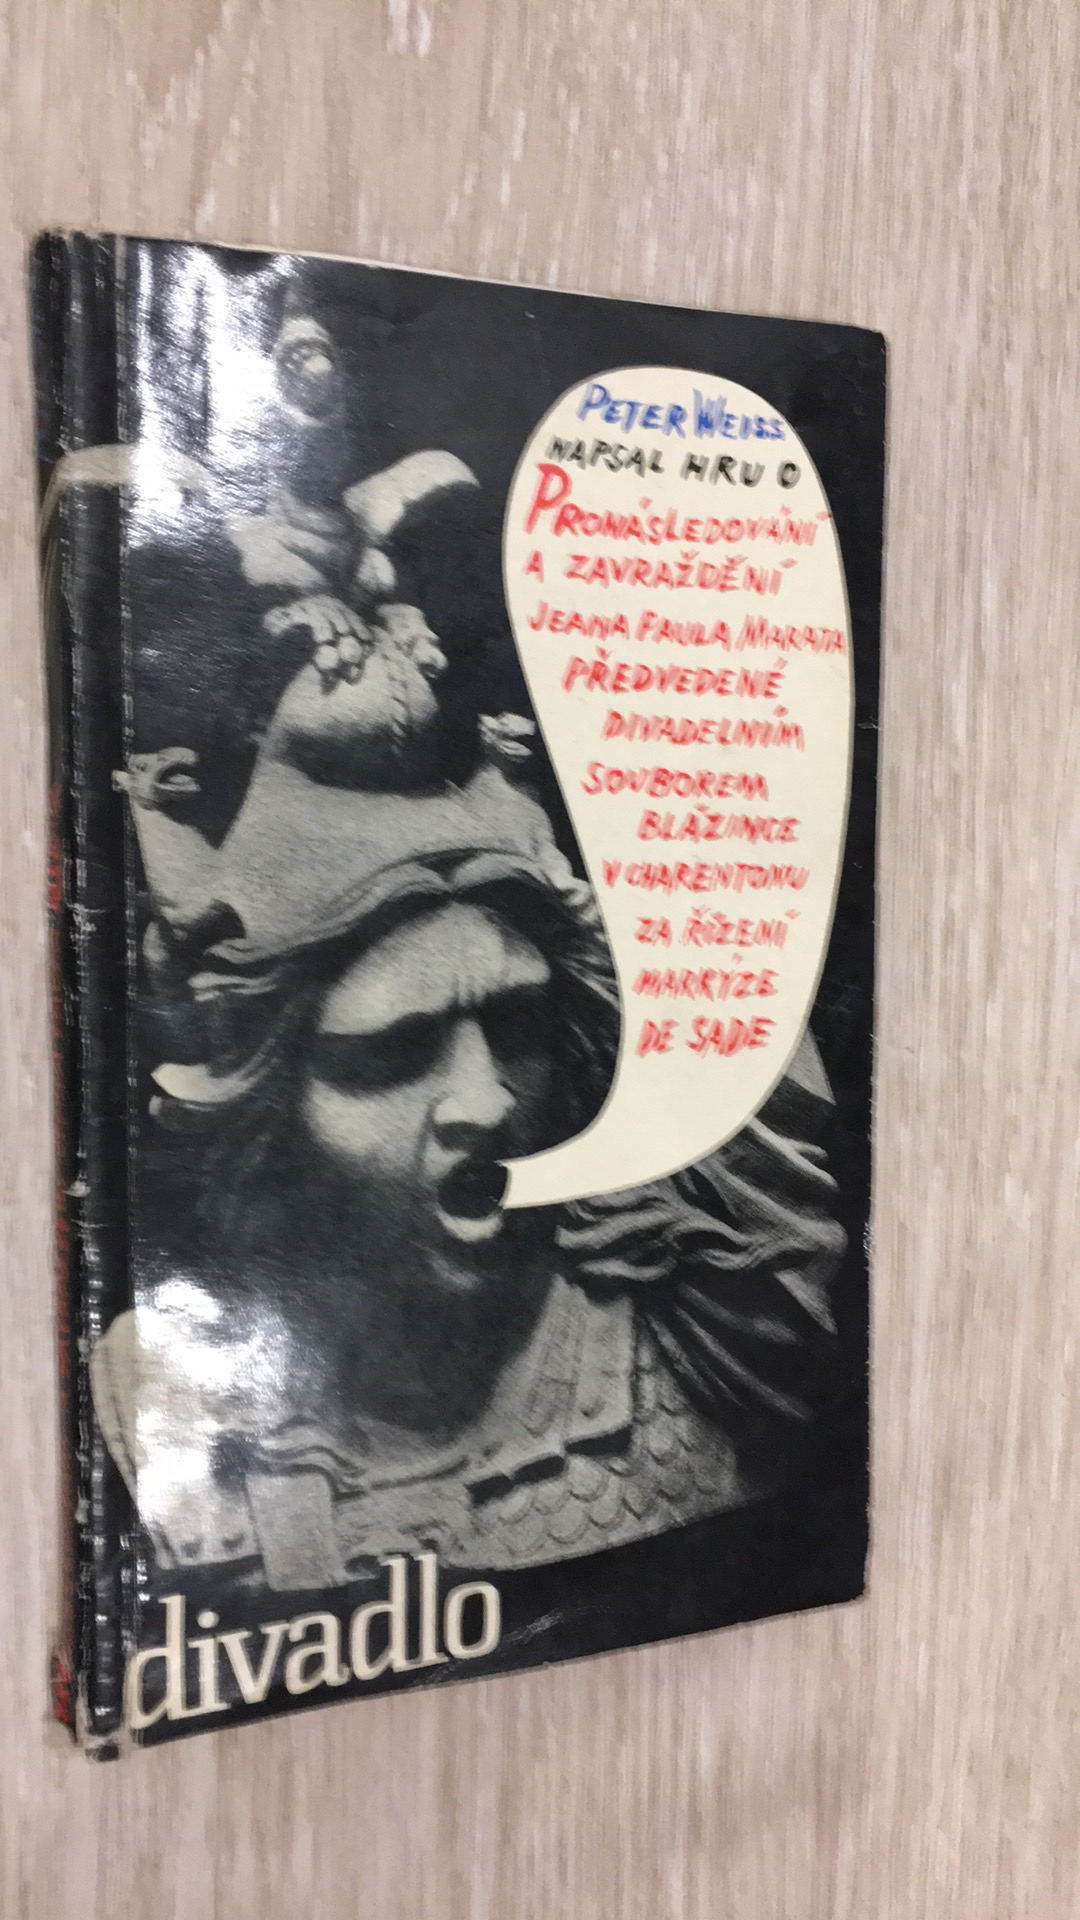 PETER WEISS
NAPSAL HRU O
PRONÁSLEDOVÁNÍ
A ZAVRAŽDĚNÍ
JEANA PAULA MARATA
PŘEDVEDENÉ
DIVADELNÍM
SOUBOREM
BLÁZINCE
V CHARENTONU
ZA ŘÍZENÍ
MARKÝZE
DE SADE
divadlo